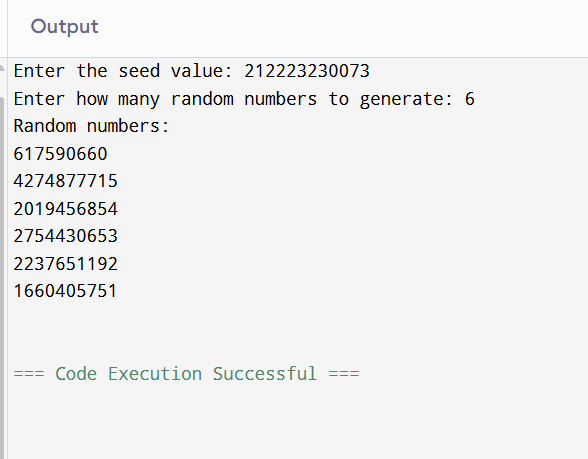 Output
Enter the seed value: 212223230073
Enter how many random numbers to generate: 6
Random numbers:
617590660
4274877715
2019456854
2754430653
2237651192
1660405751
=== Code Execution Successful ===